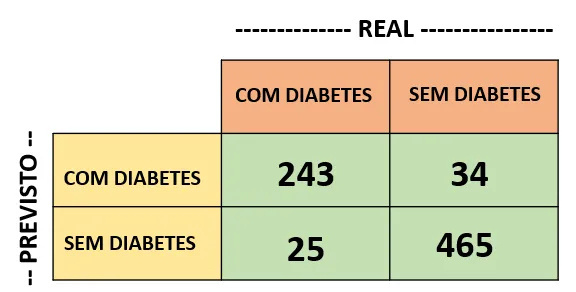 -------------- REAL ----------------
COM DIABETES SEM DIABETES
-- PREVISTO --
COM DIABETES 243 34
SEM DIABETES 25 465